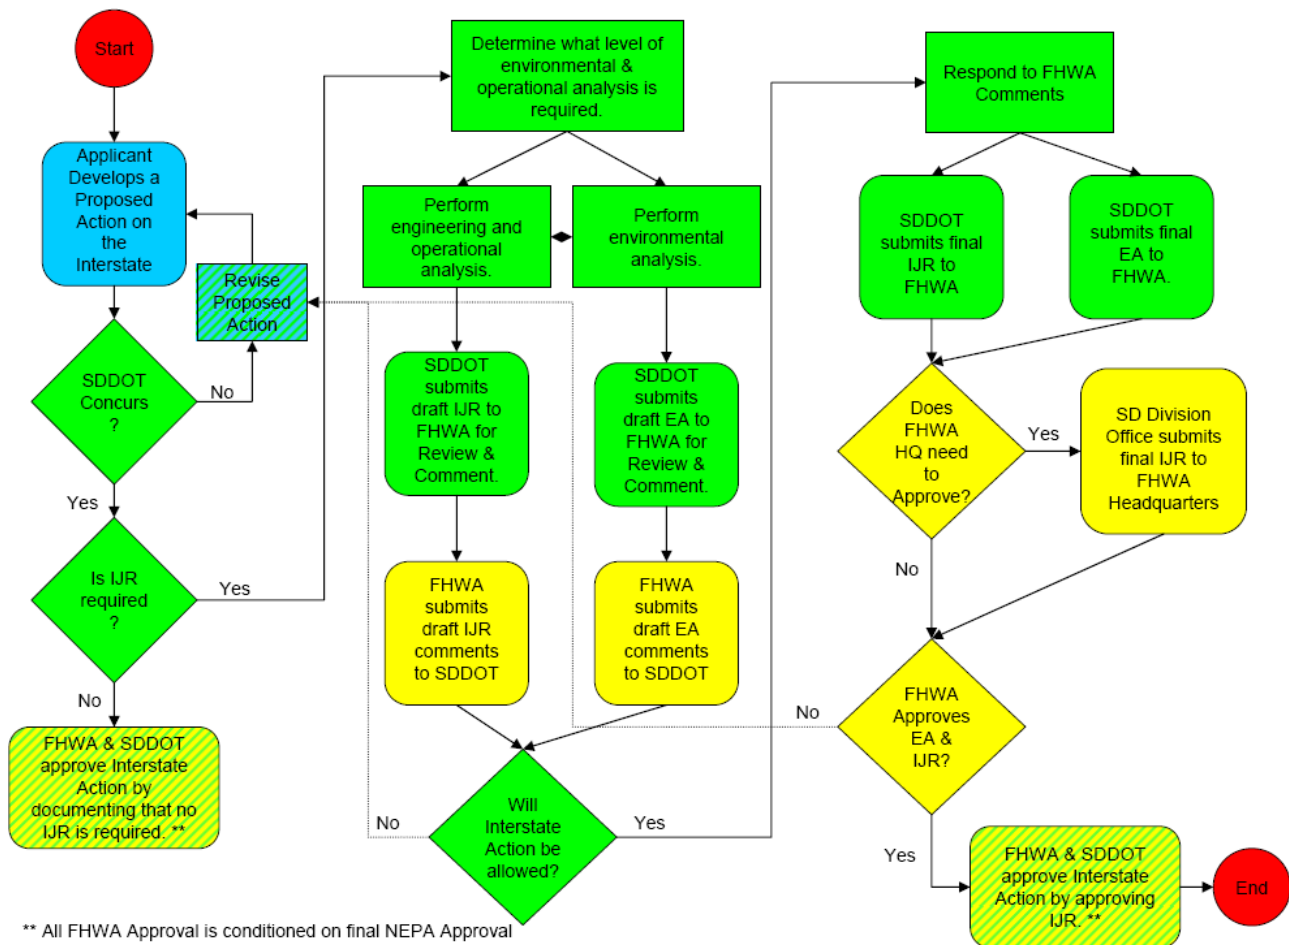 Start
Applicant
Develops a
Proposed
Action on
the
Interstate
Revise
Proposed
Action
SDDOT
Concurs
?
No
Yes
Is IJR
required
?
Yes
No
FHWA & SDDOT
approve Interstate
Action by
documenting that no
IJR is required. **
Determine what level of
environmental &
operational analysis is
required.
Perform
engineering and
operational
analysis.
Perform
environmental
analysis.
SDDOT
submits
draft IJR to
FHWA for
Review &
Comment.
SDDOT
submits
draft EA to
FHWA for
Review &
Comment.
FHWA
submits
draft IJR
comments
to SDDOT
FHWA
submits
draft EA
comments
to SDDOT
Will
Interstate
Action be
allowed?
No
Yes
Respond to FHWA
Comments
SDDOT
submits final
IJR to
FHWA
SDDOT
submits final
EA to
FHWA.
Does
FHWA
HQ need
to
Approve?
Yes
SD Division
Office submits
final IJR to
FHWA
Headquarters
No
FHWA
Approves
EA &
IJR?
No
Yes
FHWA & SDDOT
approve Interstate
Action by approving
IJR. **
End
** All FHWA Approval is conditioned on final NEPA Approval